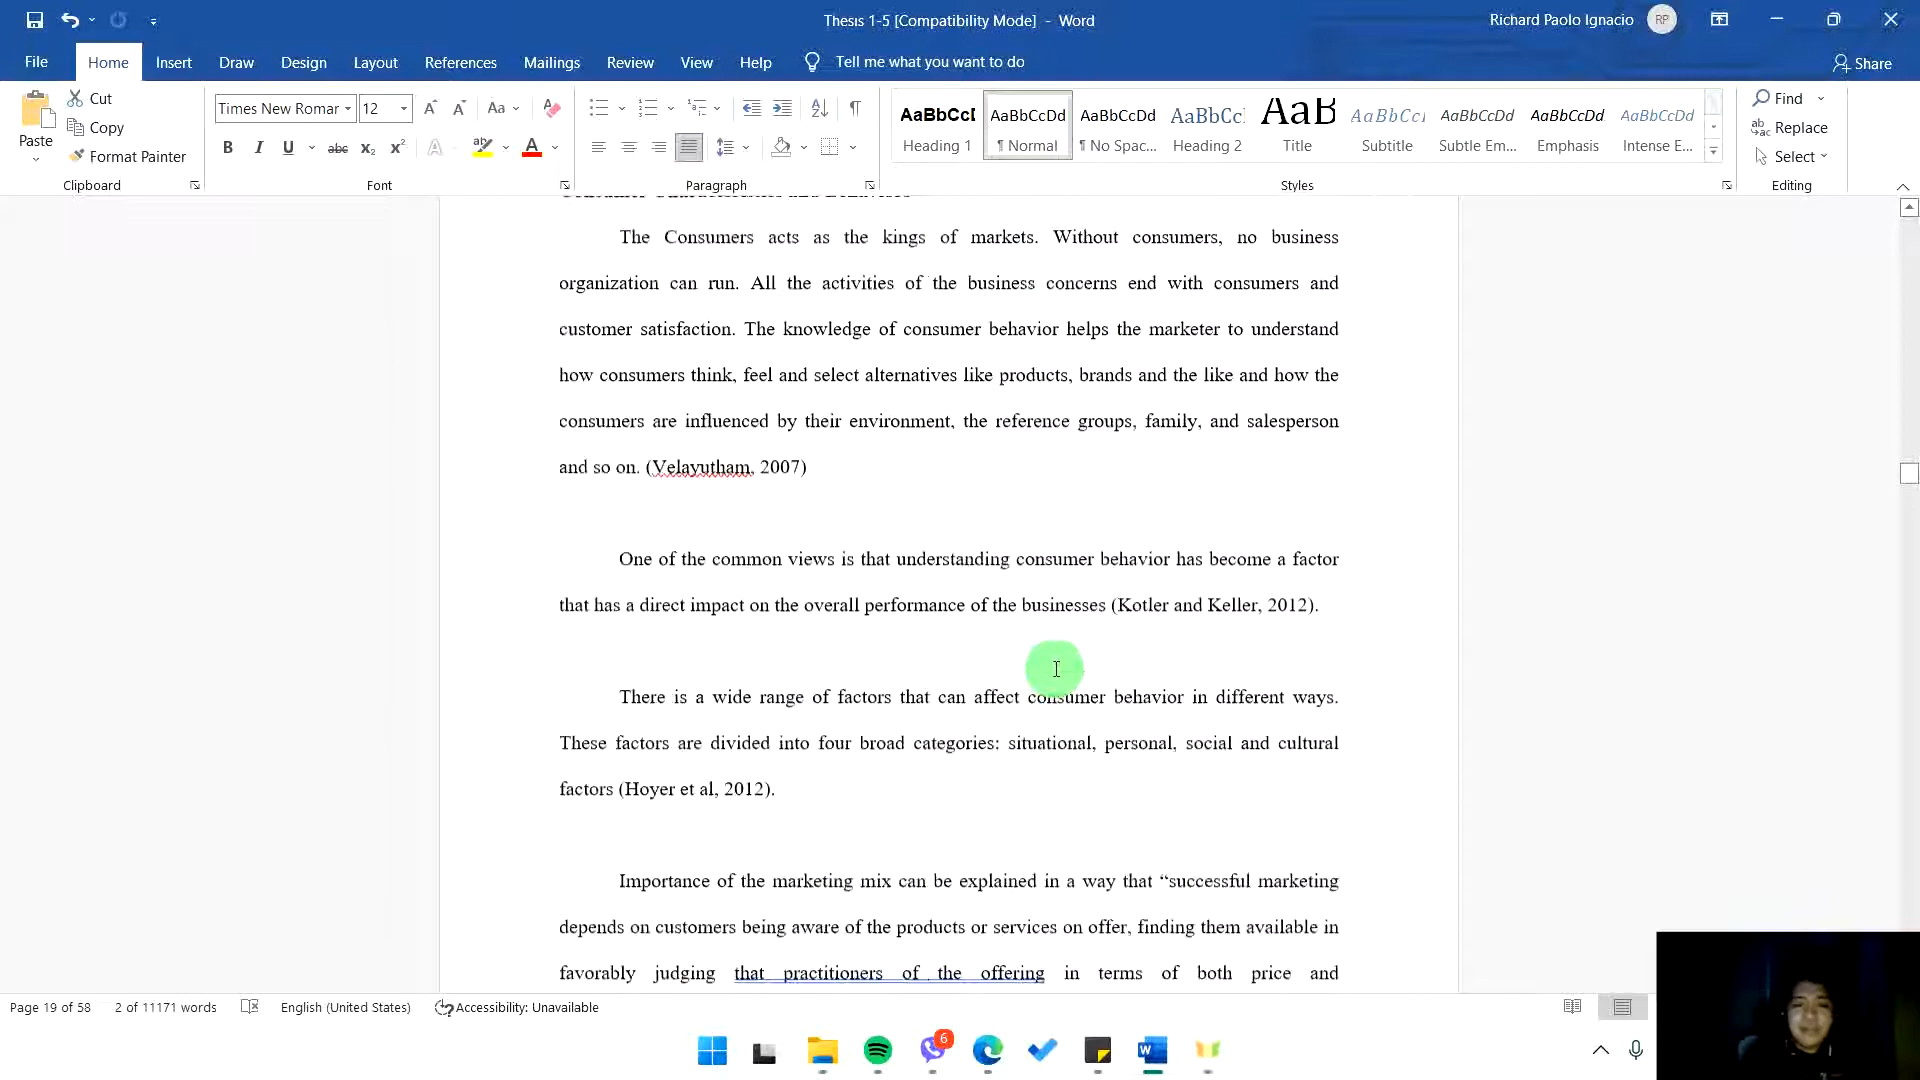 Thesis 1-5 [Compatibility Mode] - Word
Richard Paolo Ignacio
RP
File
Home
Insert
Draw
Design
Layout
References
Mailings
Review
View
Help
Tell me what you want to do
Share
Paste
Cut
Copy
Format Painter
Clipboard
Times New Romar
12
Aa
B
I
U
abc
x₂
x²
A
A
Font
Paragraph
AaBbCcI
Heading 1
AaBbCcDd
¶ Normal
AaBbCcDd
¶ No Spac...
AaBbCc
Heading 2
AaB
Title
AaBbCcI
Subtitle
AaBbCcDd
Subtle Em...
AaBbCcDd
Emphasis
AaBbCcDd
Intense E...
Styles
Find
Replace
Select
Editing
The Consumers acts as the kings of markets. Without consumers, no business
organization can run. All the activities of the business concerns end with consumers and
customer satisfaction. The knowledge of consumer behavior helps the marketer to understand
how consumers think, feel and select alternatives like products, brands and the like and how the
consumers are influenced by their environment, the reference groups, family, and salesperson
and so on. (Velayutham, 2007)
One of the common views is that understanding consumer behavior has become a factor
that has a direct impact on the overall performance of the businesses (Kotler and Keller, 2012).
There is a wide range of factors that can affect consumer behavior in different ways.
These factors are divided into four broad categories: situational, personal, social and cultural
factors (Hoyer et al, 2012).
Importance of the marketing mix can be explained in a way that “successful marketing
depends on customers being aware of the products or services on offer, finding them available in
favorably judging that practitioners of the offering in terms of both price and
Page 19 of 58
2 of 11171 words
English (United States)
Accessibility: Unavailable
6